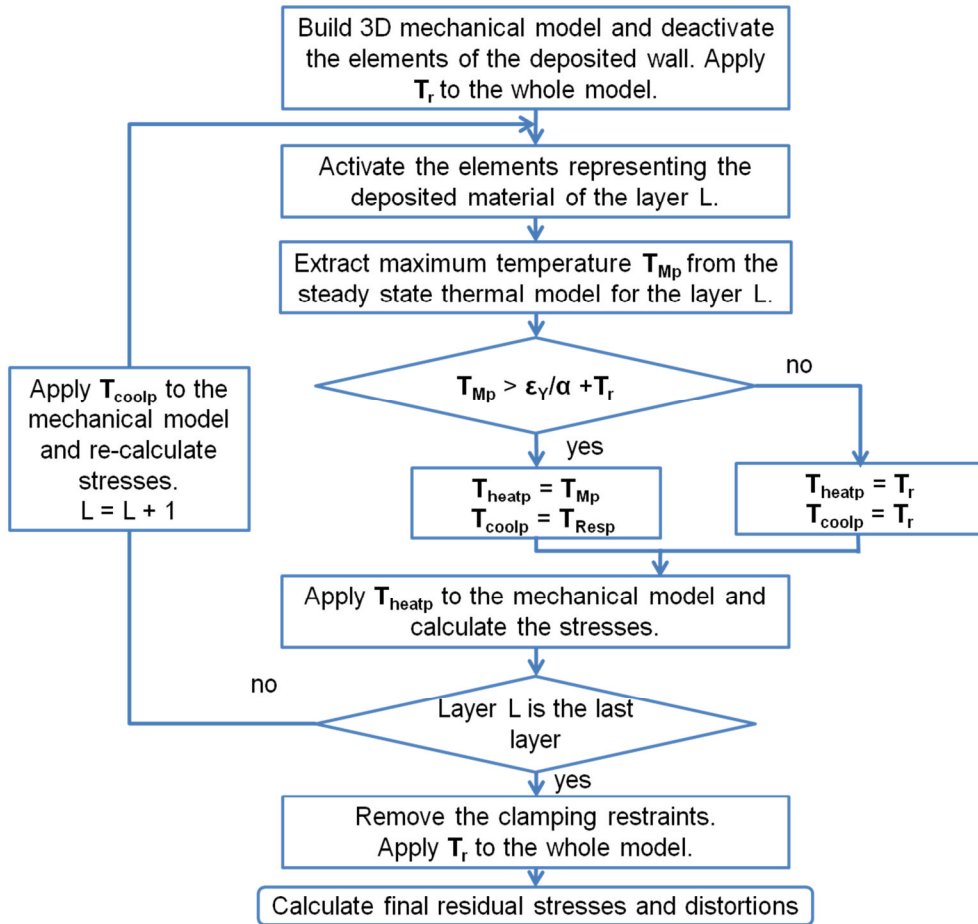 Build 3D mechanical model and deactivate
the elements of the deposited wall. Apply
Tr to the whole model.
Activate the elements representing the
deposited material of the layer L.
Extract maximum temperature TMp from the
steady state thermal model for the layer L.
TMp > εY/α +Tr
no
yes
Theatp = TMp
Tcoolp = TResp
Theatp = Tr
Tcoolp = Tr
Apply Theatp to the mechanical model and
calculate the stresses.
Layer L is the last
layer
no
Apply Tcoolp to the
mechanical model
and re-calculate
stresses.
L = L + 1
yes
Remove the clamping restraints.
Apply Tr to the whole model.
Calculate final residual stresses and distortions